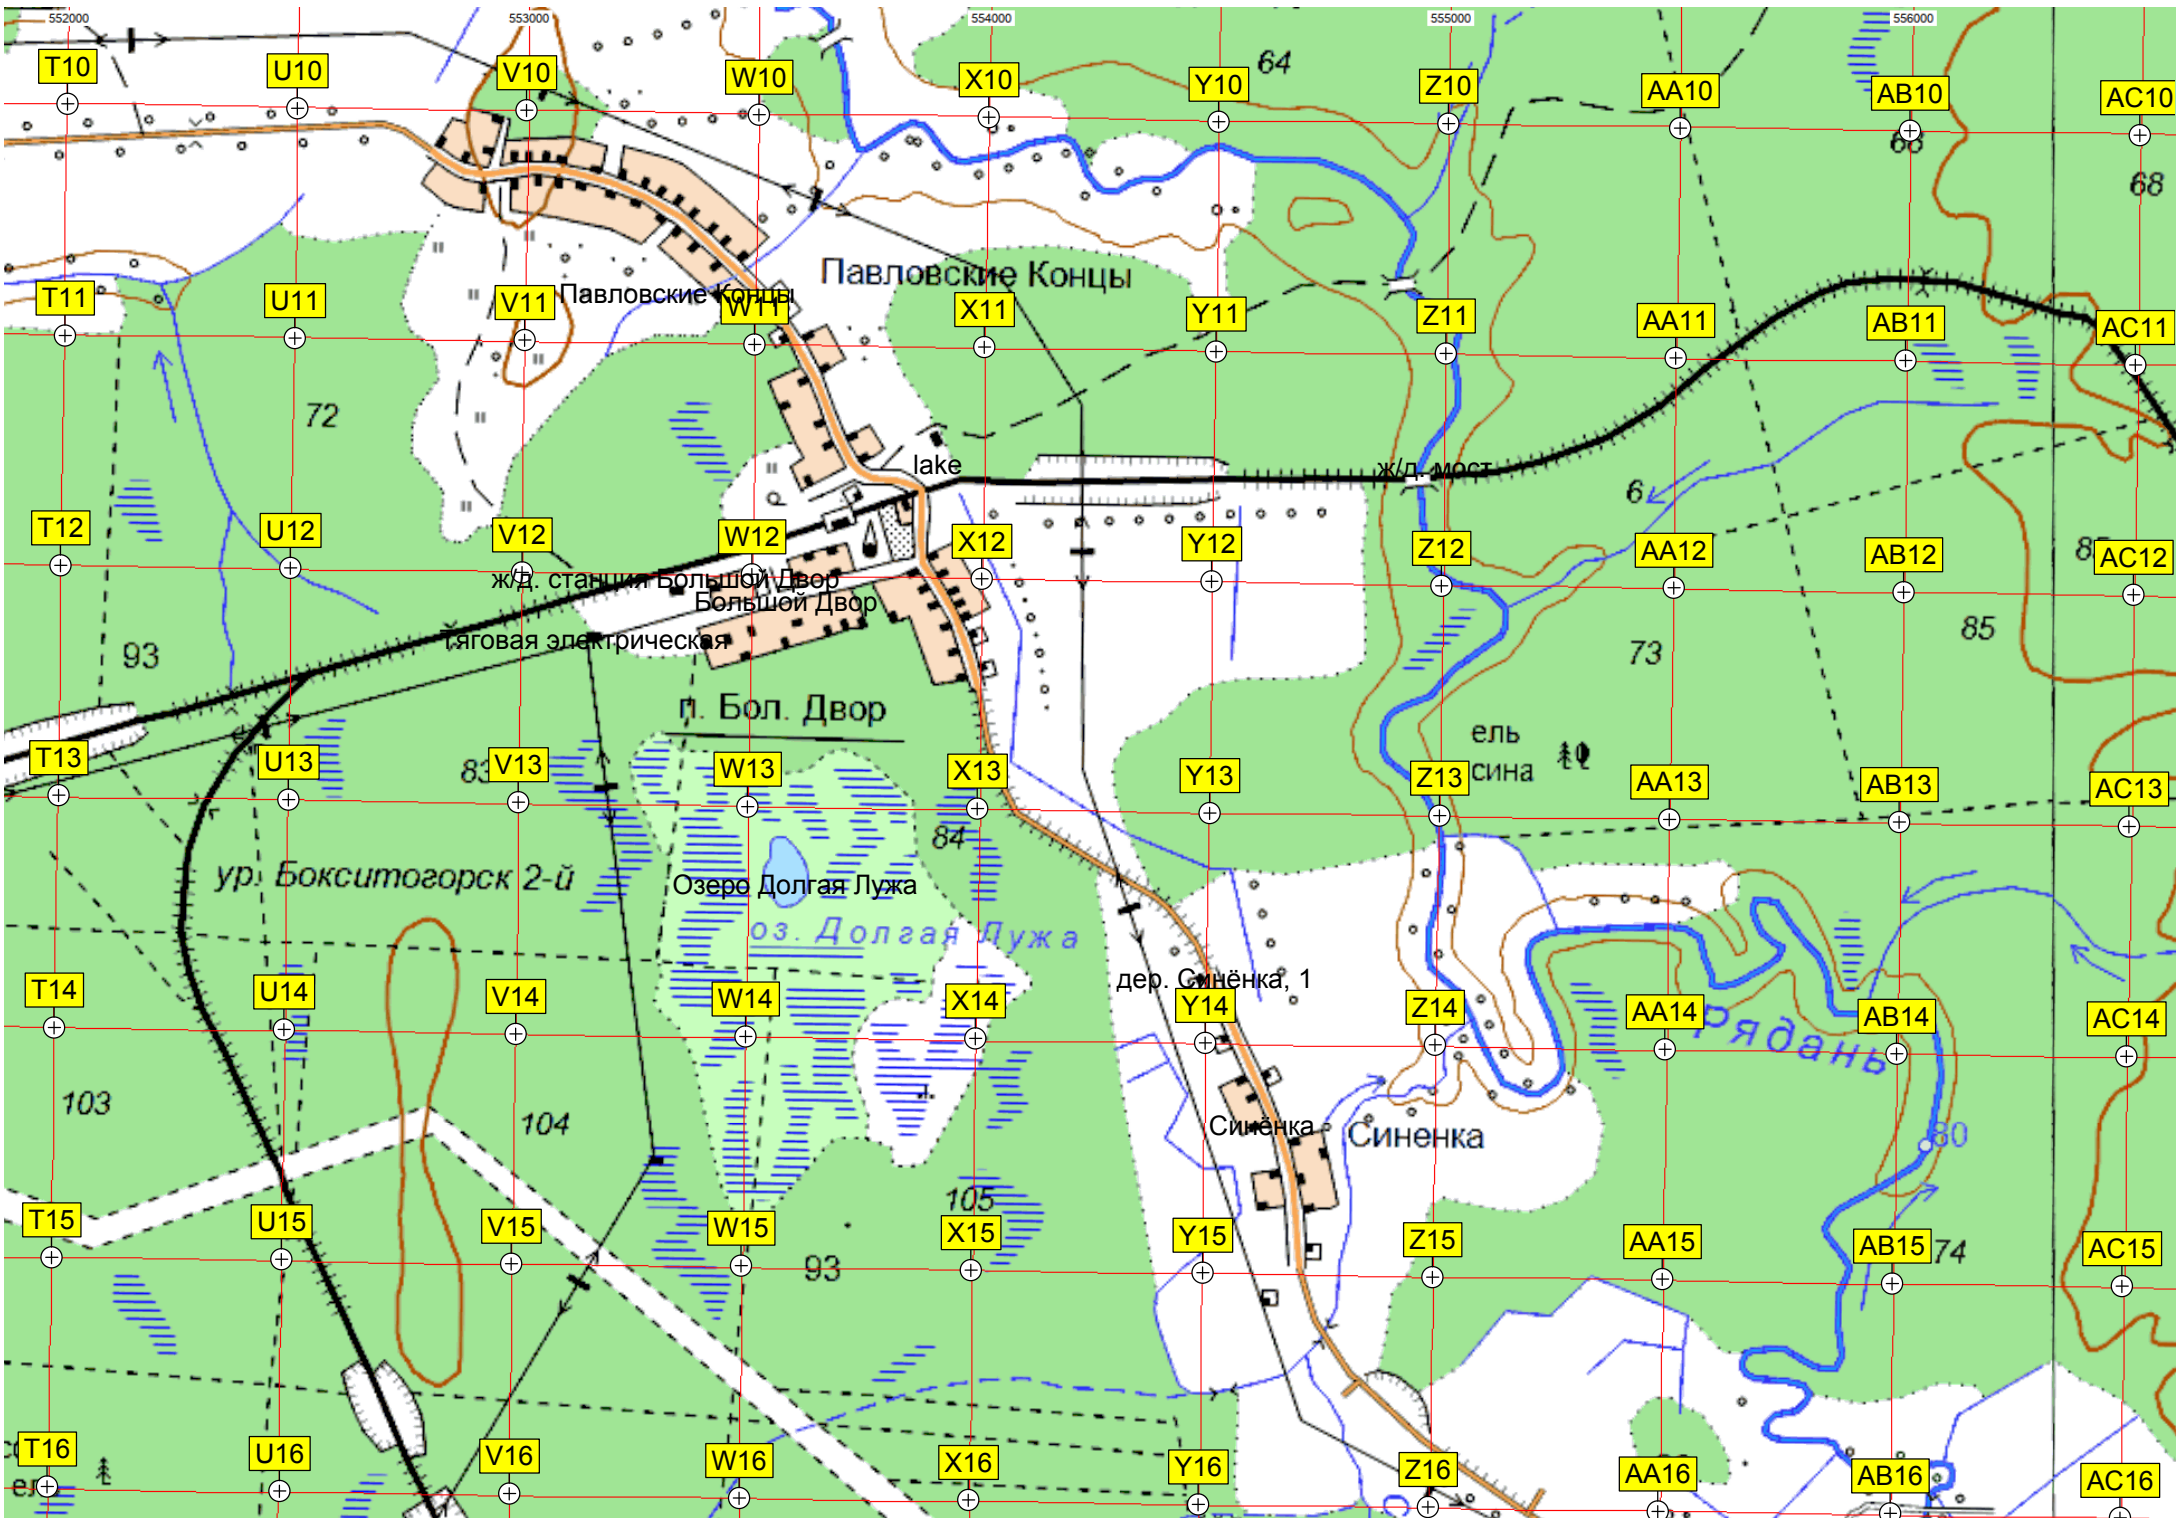 552000 553000 554000 555000 556000
64
T10 U10 V10 W10 X10 Y10 Z10 AA10 AB10 AC10
68
68
Павловские Концы
Павловские Концы
T11 U11 V11 W11 X11 Y11 Z11 AA11 AB11 AC11
72
lake
ж/д. мост
6
T12 U12 V12 W12 X12 Y12 Z12 AA12 AB12 AC12
ж/д. станция Большой Двор
Большой Двор
Тяговая электрическая
93
73
85
п. Бол. Двор
ель
сина
T13 U13 V13 W13 X13 Y13 Z13 AA13 AB13 AC13
83
84
ур. Бокситогорск 2-й
Озеро Долгая Лужа
оз. Долгая Лужа
дер. Синёнка, 1
T14 U14 V14 W14 X14 Y14 Z14 AA14 AB14 AC14
рядань
103
104
Синёнка
Синенка
80
105
T15 U15 V15 W15 X15 Y15 Z15 AA15 AB15 AC15
93
74
T16 U16 V16 W16 X16 Y16 Z16 AA16 AB16 AC16
ел